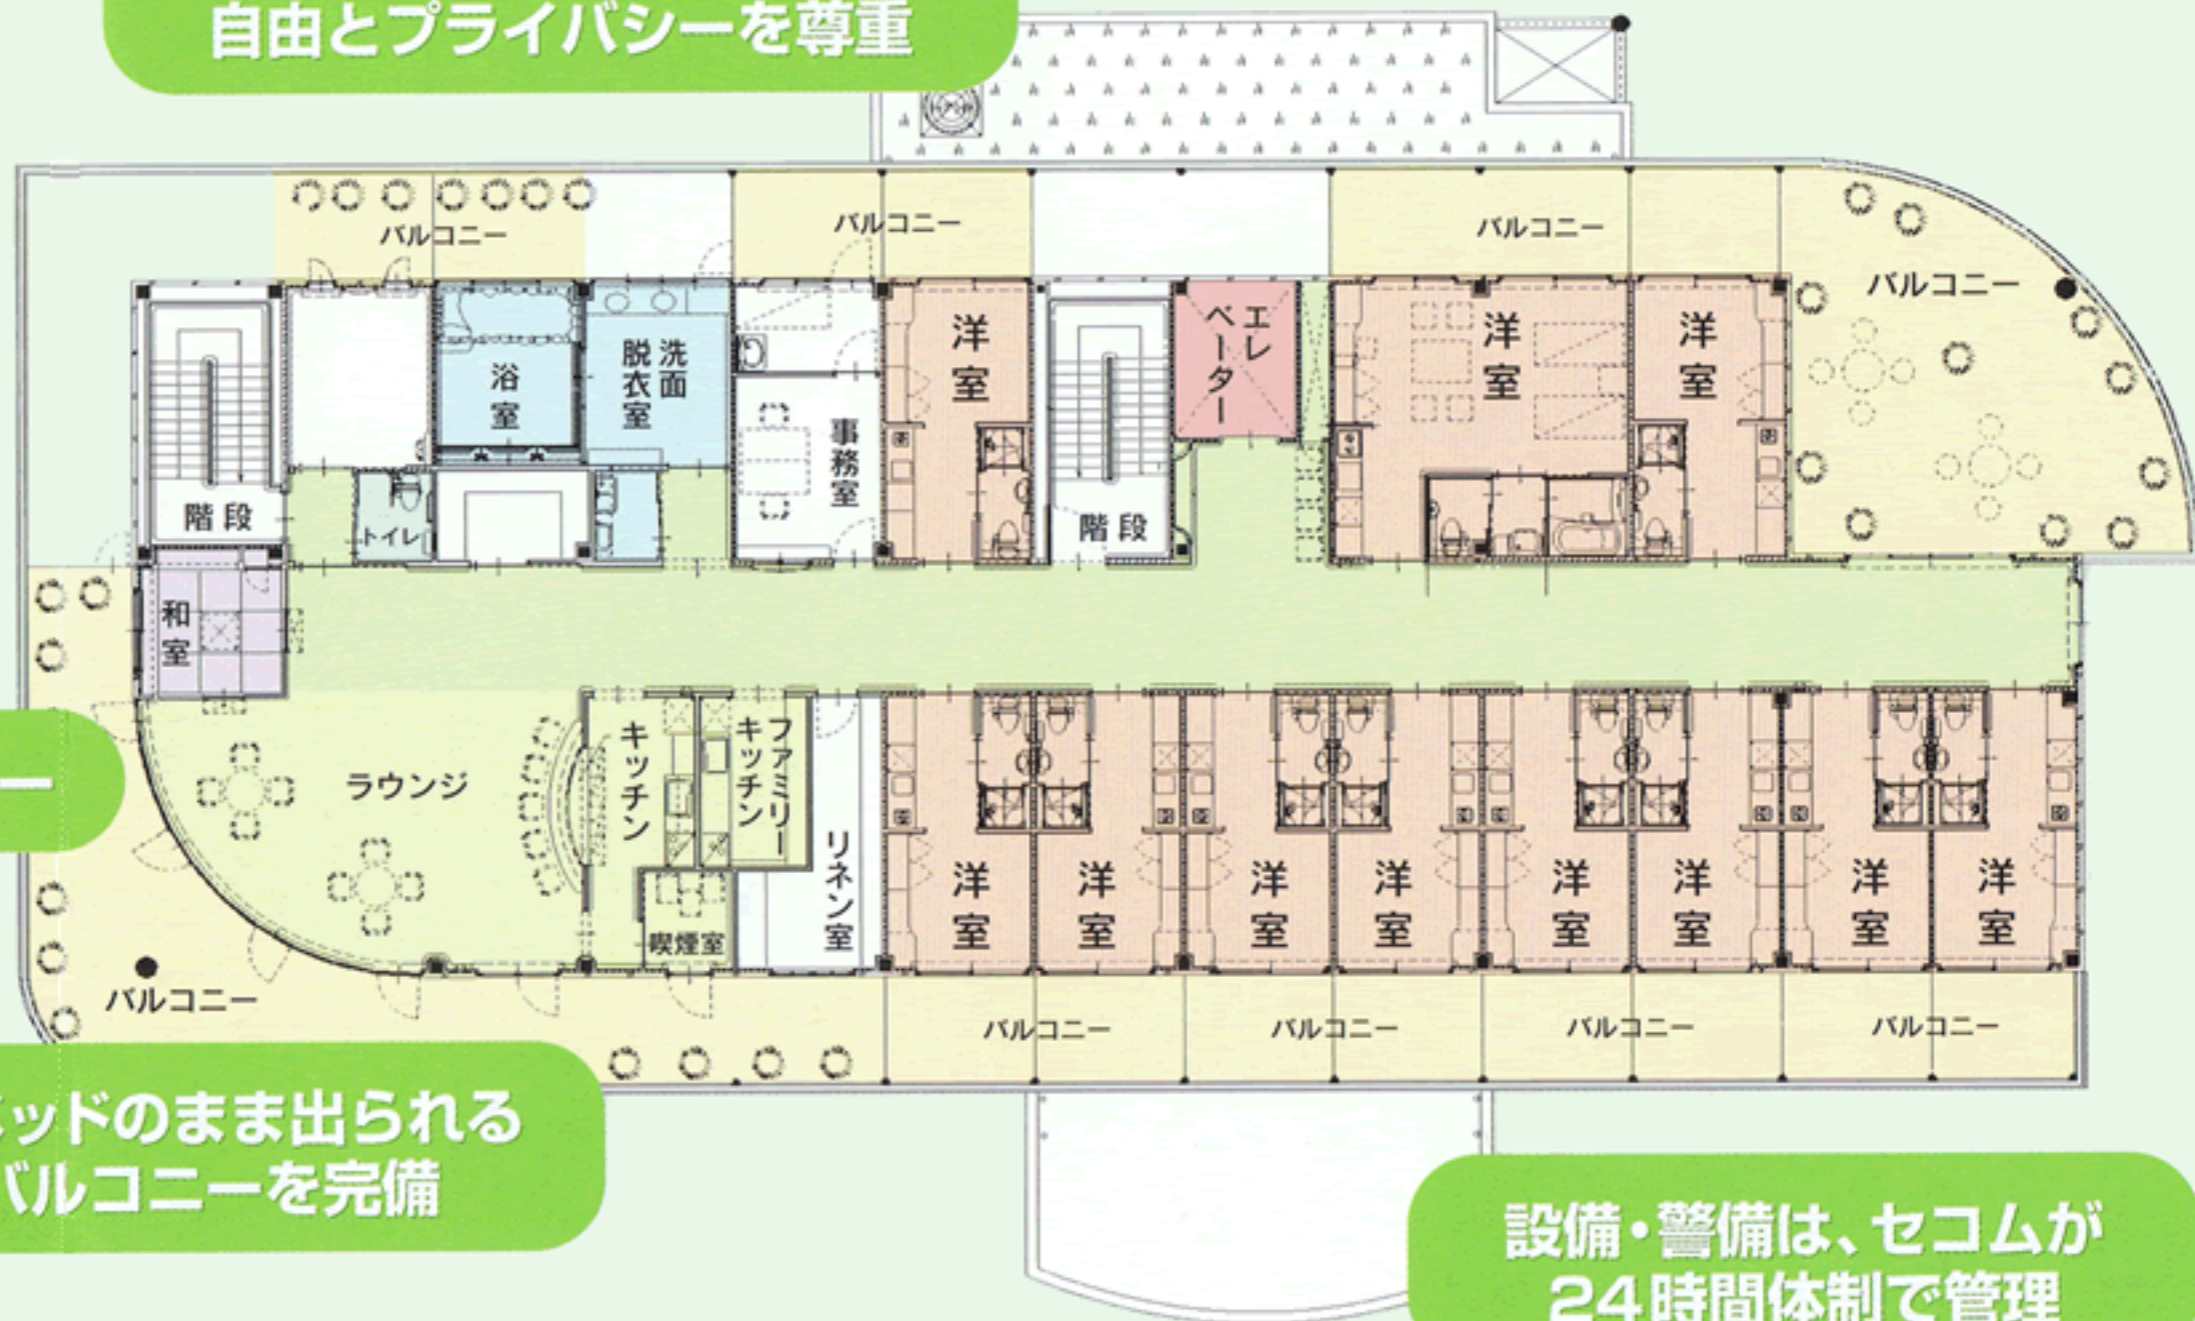 自由とプライバシーを尊重
バルコニー
バルコニー
バルコニー
バルコニー
階段
浴室
洗面
脱衣室
事務室
洋室
階段
エレ
ベーター
洋室
洋室
トイレ
和室
ラウンジ
キッチン
ファミリー
キッチン
リネン室
喫煙室
洋室
洋室
洋室
洋室
洋室
洋室
洋室
洋室
バルコニー
バルコニー
バルコニー
バルコニー
バルコニー
ッドのまま出られる
バルコニーを完備
設備・警備は、セコムが
24時間体制で管理